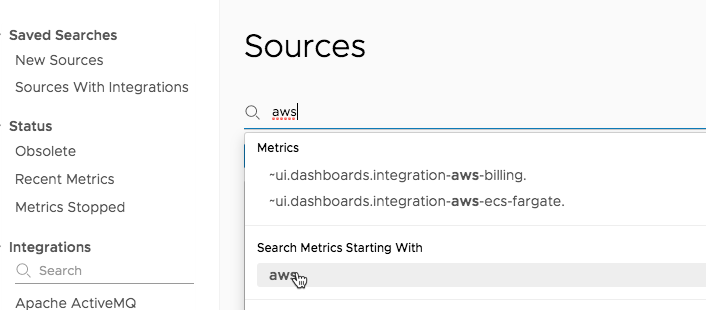 Saved Searches
New Sources
Sources With Integrations
Status
Obsolete
Recent Metrics
Metrics Stopped
Integrations
Search
Apache ActiveMQ
Sources
aws
Metrics
~ui.dashboards.integration-aws-billing.
~ui.dashboards.integration-aws-ecs-fargate.
Search Metrics Starting With
aws